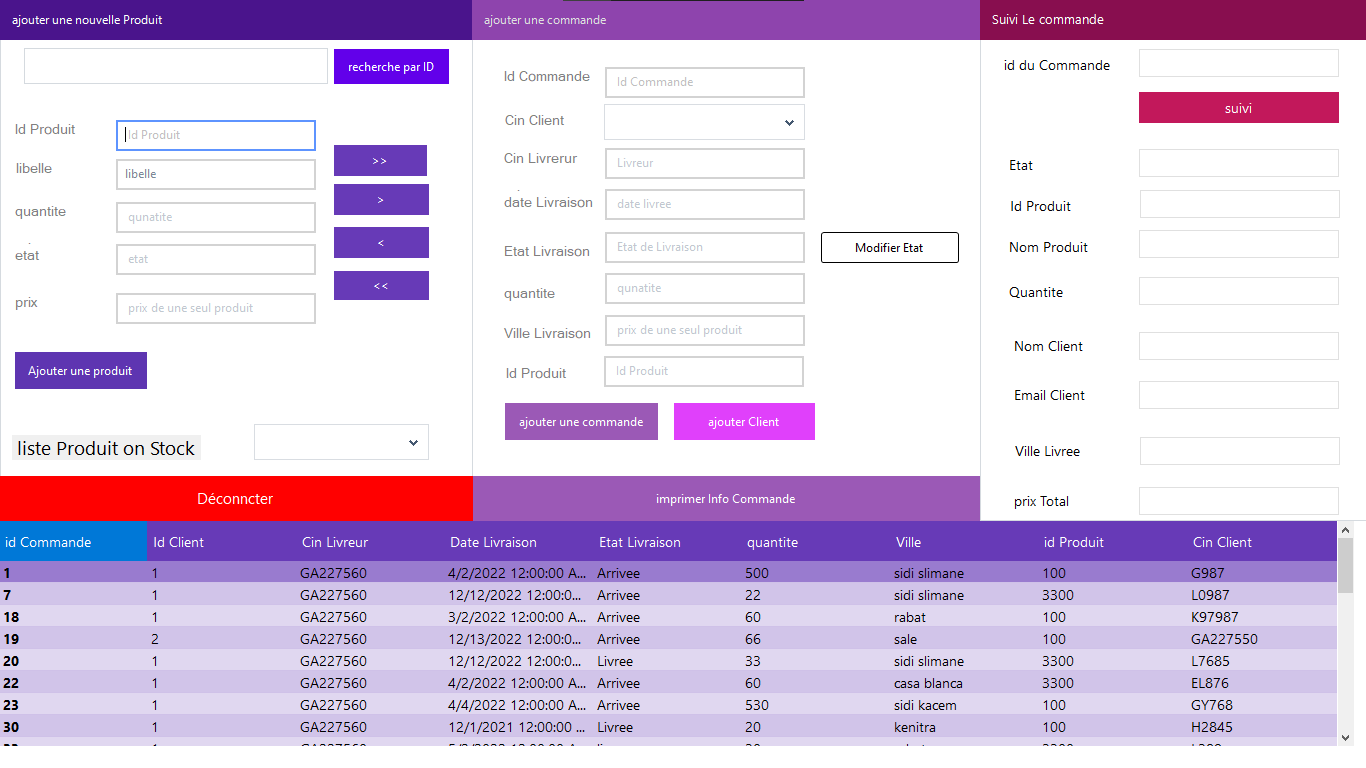 ajouter une nouvelle Produit
recherche par ID
Id Produit
Id Produit
libelle
libelle
quantite
qunatite
etat
etat
prix
prix de une seul produit
>>
>
<
<<
Ajouter une produit
liste Produit on Stock
Déconncter
ajouter une commande
Id Commande
Id Commande
Cin Client
Cin Livrerur
Livreur
date Livraison
date livree
Etat Livraison
Etat de Livraison
Modifier Etat
quantite
qunatite
Ville Livraison
prix de une seul produit
Id Produit
Id Produit
ajouter une commande
ajouter Client
imprimer Info Commande
Suivi Le commande
id du Commande
suivi
Etat
Id Produit
Nom Produit
Quantite
Nom Client
Email Client
Ville Livree
prix Total
id Commande Id Client Cin Livreur Date Livraison Etat Livraison quantite Ville id Produit Cin Client
1 1 GA227560 4/2/2022 12:00:00 A... Arrivee 500 sidi slimane 100 G987
7 1 GA227560 12/12/2022 12:00:0... Arrivee 22 sidi slimane 3300 L0987
18 1 GA227560 3/2/2022 12:00:00 A... Arrivee 60 rabat 100 K97987
19 2 GA227560 12/13/2022 12:00:0... Arrivee 66 sale 100 GA227550
20 1 GA227560 12/12/2022 12:00:0... Livree 33 sidi slimane 3300 L7685
22 1 GA227560 4/2/2022 12:00:00 A... Arrivee 60 casa blanca 3300 EL876
23 1 GA227560 4/4/2022 12:00:00 A... Arrivee 530 sidi kacem 100 GY768
30 1 GA227560 12/1/2021 12:00:00 ... Livree 20 kenitra 100 H2845